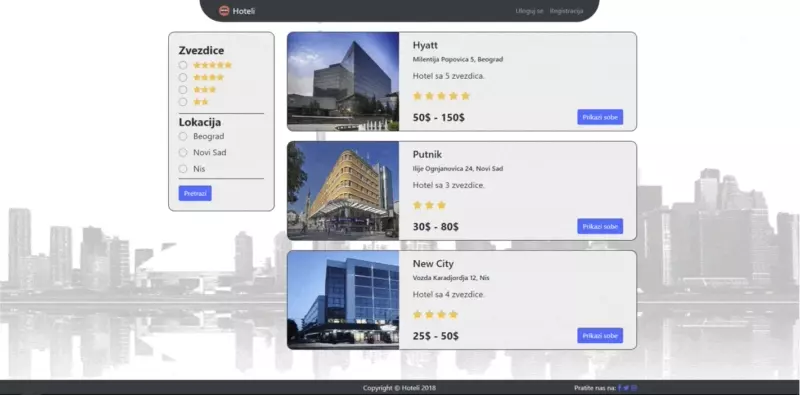 Hoteli
Uloguj se Registracija
Zvezdice
Lokacija
Beograd
Novi Sad
Nis
Pretrazi
Hyatt
Milentija Popovica 5, Beograd
Hotel sa 5 zvezdica.
50$ - 150$
Prikazi sobe
Putnik
Ilije Ognjanuvica 24, Novi Sad
Hotel sa 3 zvezdice.
30$ - 80$
Prikazi sobe
New City
Vozda Karadjordja 12, Nis
Hotel sa 4 zvezdice.
25$ - 50$
Prikazi sobe
Copyright © Hoteli 2018
Pratite nas na: